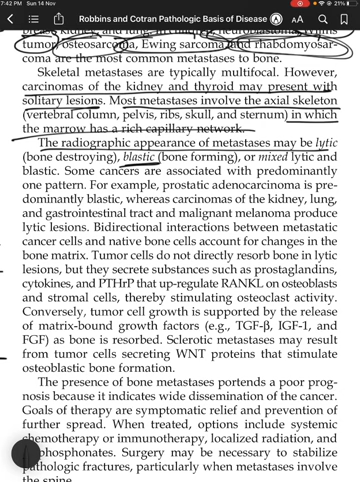 7:42 PM Sun 14 Nov
21%
Robbins and Cotran Pathologic Basis of Disease
AA
breast, kidney, and lung. In children, neuroblastoma, Wilms
tumor, osteosarcoma, Ewing sarcoma, and rhabdomyosar-
coma are the most common metastases to bone.
Skeletal metastases are typically multifocal. However,
carcinomas of the kidney and thyroid may present with
solitary lesions. Most metastases involve the axial skeleton
(vertebral column, pelvis, ribs, skull, and sternum) in which
the marrow has a rich capillary network.
The radiographic appearance of metastases may be lytic
(bone destroying), blastic (bone forming), or mixed lytic and
blastic. Some cancers are associated with predominantly
one pattern. For example, prostatic adenocarcinoma is pre-
dominantly blastic, whereas carcinomas of the kidney, lung,
and gastrointestinal tract and malignant melanoma produce
lytic lesions. Bidirectional interactions between metastatic
cancer cells and native bone cells account for changes in the
bone matrix. Tumor cells do not directly resorb bone in lytic
lesions, but they secrete substances such as prostaglandins,
cytokines, and PTHrP that up-regulate RANKL on osteoblasts
and stromal cells, thereby stimulating osteoclast activity.
Conversely, tumor cell growth is supported by the release
of matrix-bound growth factors (e.g., TGF-β, IGF-1, and
FGF) as bone is resorbed. Sclerotic metastases may result
from tumor cells secreting WNT proteins that stimulate
osteoblastic bone formation.
The presence of bone metastases portends a poor prog-
nosis because it indicates wide dissemination of the cancer.
Goals of therapy are symptomatic relief and prevention of
further spread. When treated, options include systemic
chemotherapy or immunotherapy, localized radiation, and
phosphonates. Surgery may be necessary to stabilize
pathologic fractures, particularly when metastases involve
the spine.